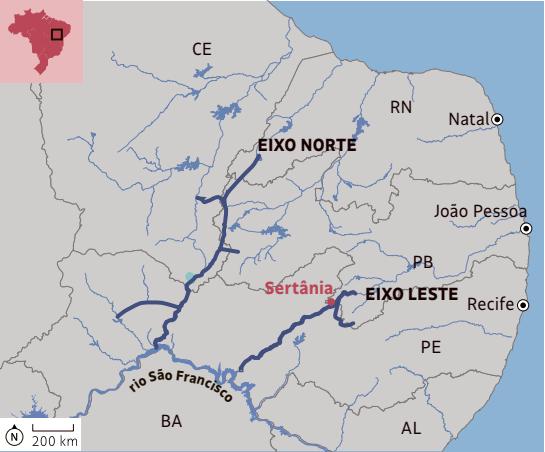 CE
RN
Natal
EIXO NORTE
João Pessoa
PB
Sertânia
EIXO LESTE
Recife
PE
rio São Francisco
BA
AL
N
200 km